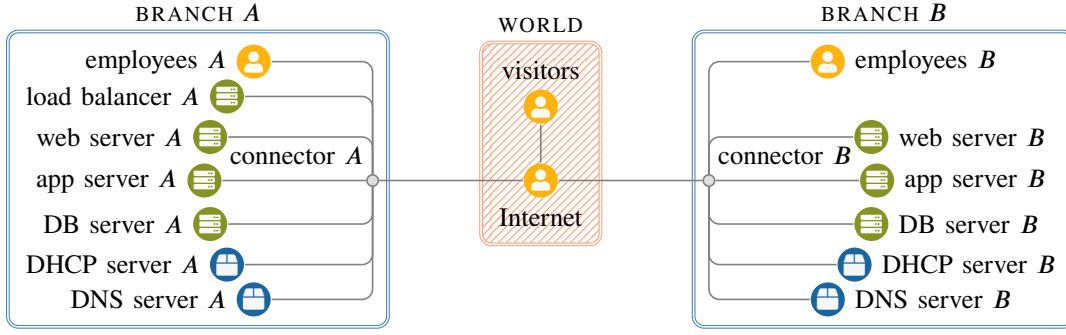 BRANCH A
employees A
load balancer A
web server A
connector A
app server A
DB server A
DHCP server A
DNS server A
WORLD
visitors
Internet
BRANCH B
employees B
web server B
connector B
app server B
DB server B
DHCP server B
DNS server B